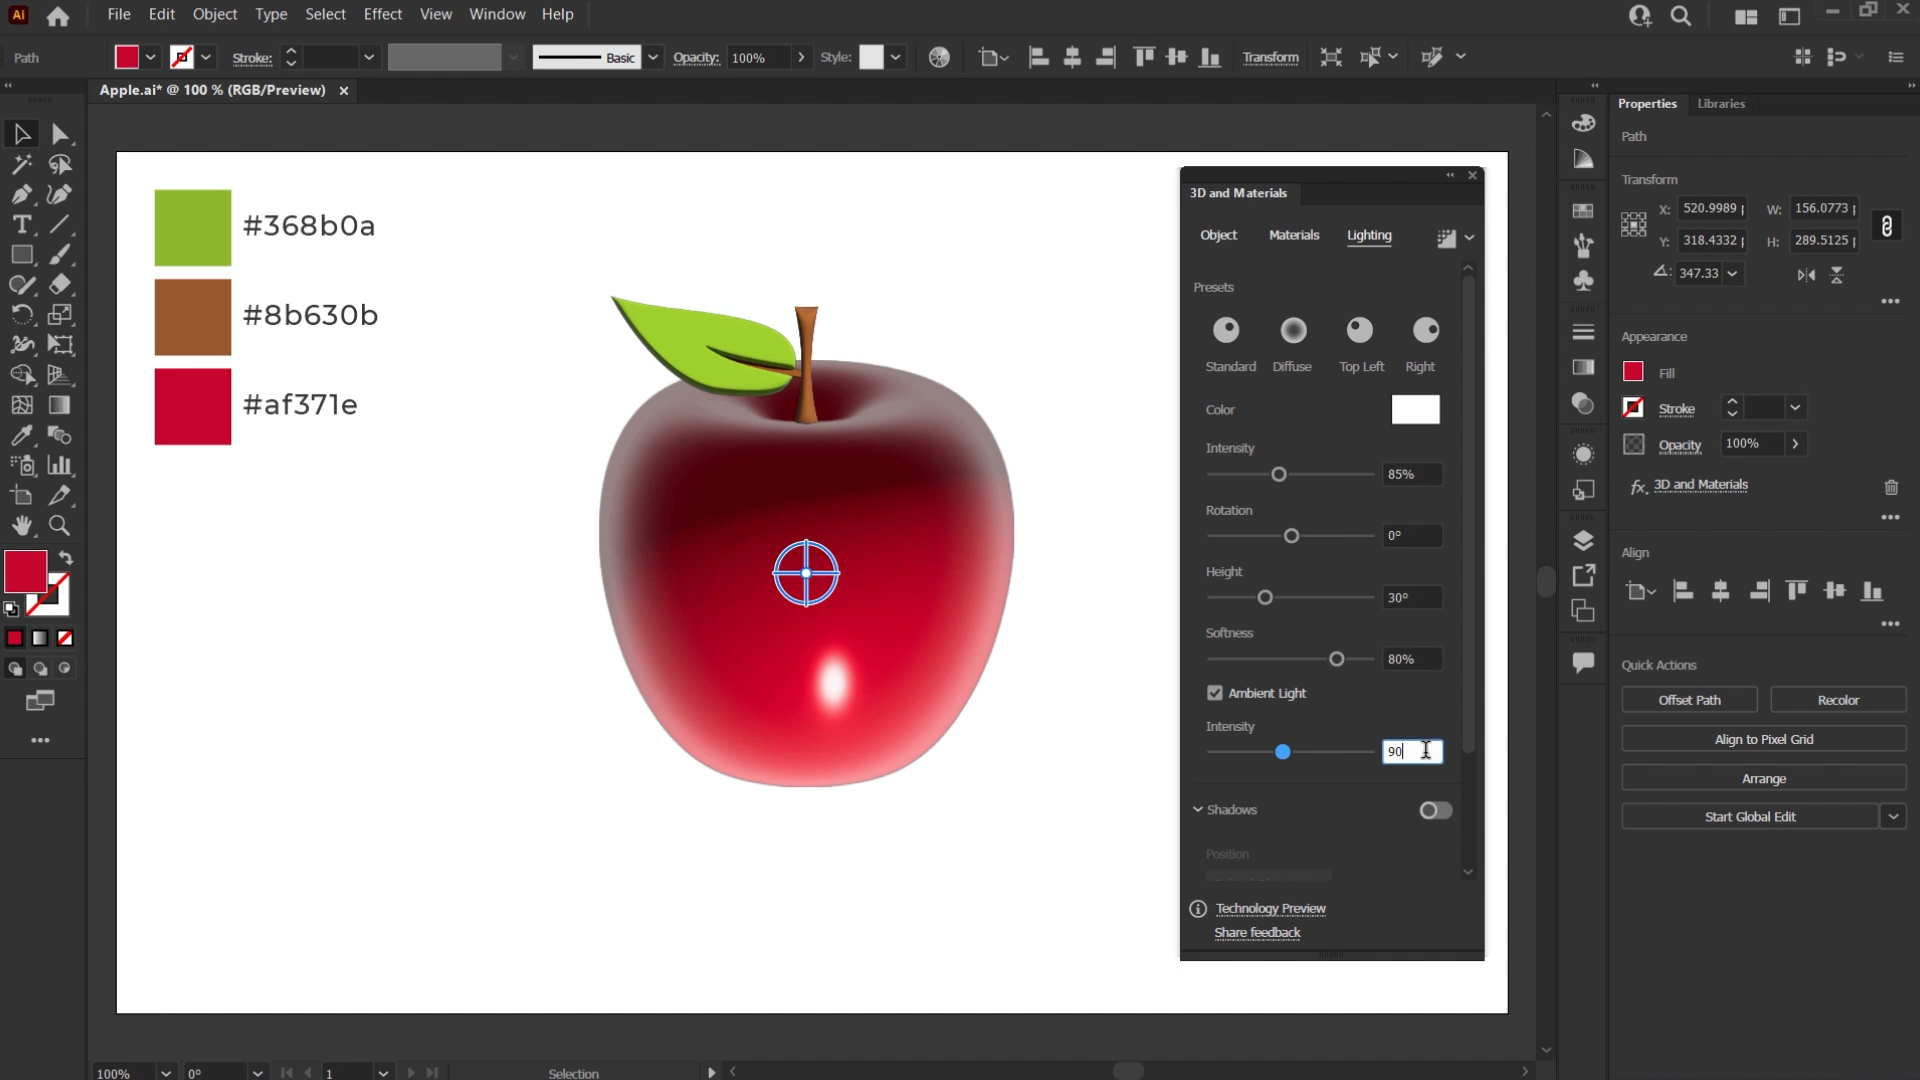 Ai File Edit Object Type Select Effect View Window Help
Path Stroke: Basic Opacity: 100% Style: Transform
Apple.ai* @ 100 % (RGB/Preview)
#368b0a
#8b630b
#af371e
3D and Materials
Object Materials Lighting
Presets
Standard Diffuse Top Left Right
Color
Intensity
85%
Rotation
0°
Height
30°
Softness
80%
Ambient Light
Intensity
90
Shadows
Position
Technology Preview
Share feedback
Properties Libraries
Path
Transform
X: 520.9989 W: 156.0773
Y: 318.4332 H: 289.5125
347.33
Appearance
Fill
Stroke
Opacity 100%
fx 3D and Materials
Align
Quick Actions
Offset Path Recolor
Align to Pixel Grid
Arrange
Start Global Edit
100% 0° 1 Selection